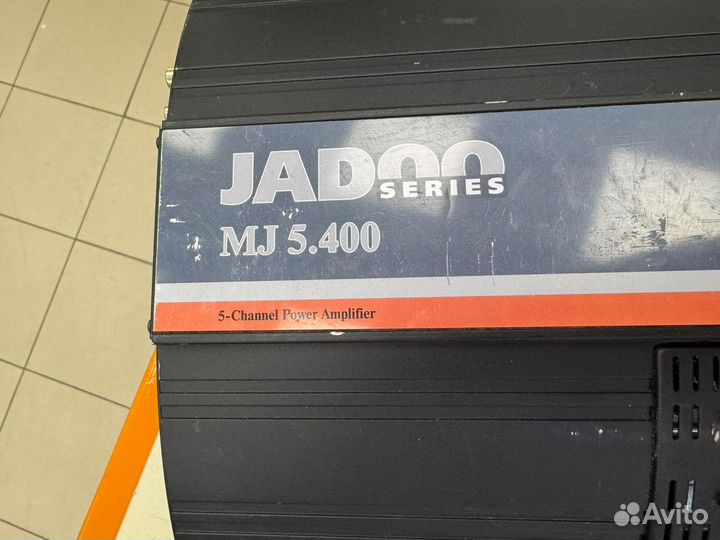 JADOO
SERIES
MJ 5.400
5-Channel Power Amplifier
Avito